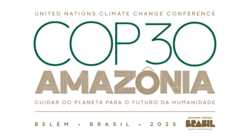 UNITED NATIONS CLIMATE CHANGE CONFERENCE
COP30
AMAZÔNIA
CUIDAR DO PLANETA PARA O FUTURO DA HUMANIDADE
BELÉM • BRASIL • 2025
BRASIL